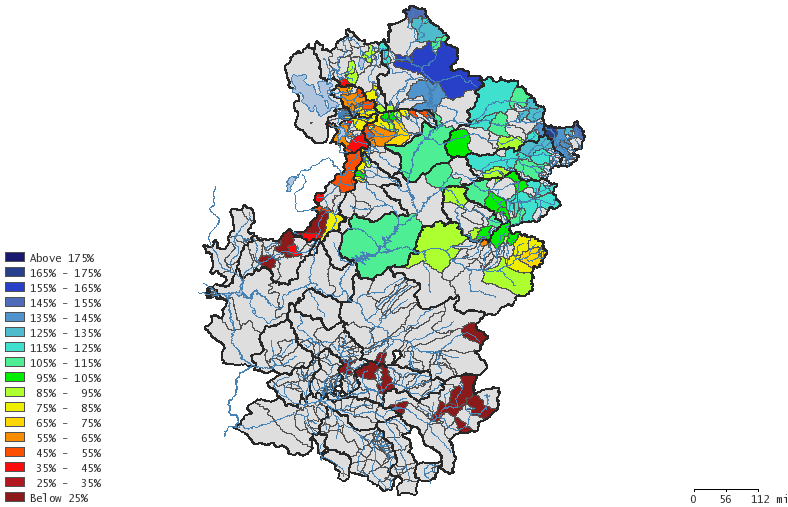 Above 175%
165% - 175%
155% - 165%
145% - 155%
135% - 145%
125% - 135%
115% - 125%
105% - 115%
95% - 105%
85% - 95%
75% - 85%
65% - 75%
55% - 65%
45% - 55%
35% - 45%
25% - 35%
Below 25%
0 56 112 mi